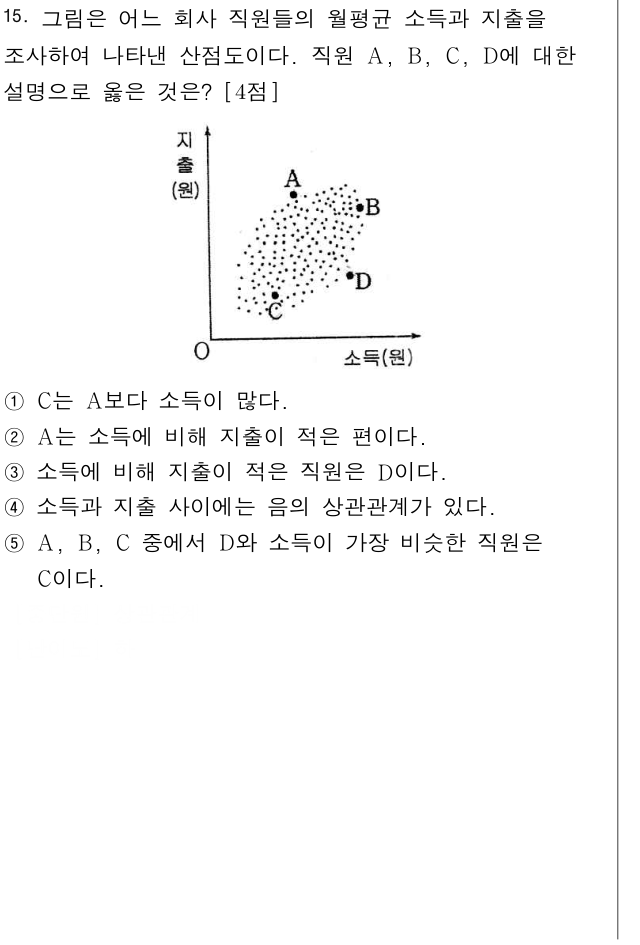 15. 그림은 어느 회사 직원들의 월평균 소득과 지출을
조사하여 나타낸 산점도이다. 직원 A, B, C, D에 대한
설명으로 옳은 것은? [4점]
지출(원)
A
B
D
C
O
소득(원)
① C는 A보다 소득이 많다.
② A는 소득에 비해 지출이 적은 편이다.
③ 소득에 비해 지출이 적은 직원은 D이다.
④ 소득과 지출 사이에는 음의 상관관계가 있다.
⑤ A, B, C 중에서 D와 소득이 가장 비슷한 직원은
C이다.